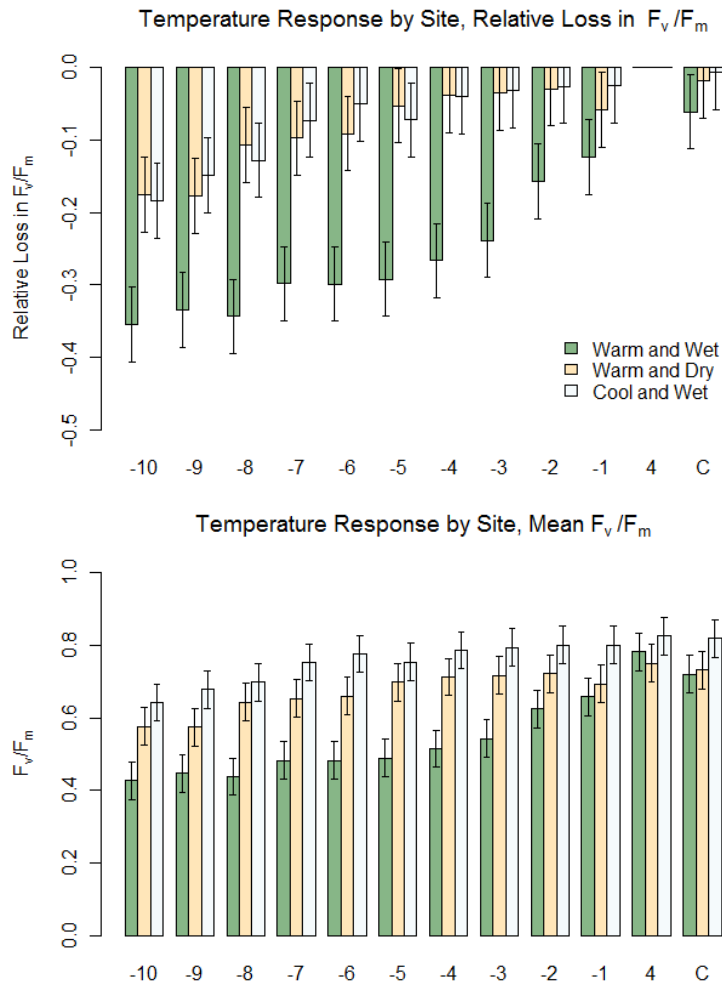 Temperature Response by Site, Relative Loss in Fv/Fm
Relative Loss in Fv/Fm
0.0
-0.1
-0.2
-0.3
-0.4
-0.5
Warm and Wet
Warm and Dry
Cool and Wet
-10 -9 -8 -7 -6 -5 -4 -3 -2 -1 4 C
Temperature Response by Site, Mean Fv/Fm
Fv/Fm
1.0
0.8
0.6
0.4
0.2
0.0
-10 -9 -8 -7 -6 -5 -4 -3 -2 -1 4 C